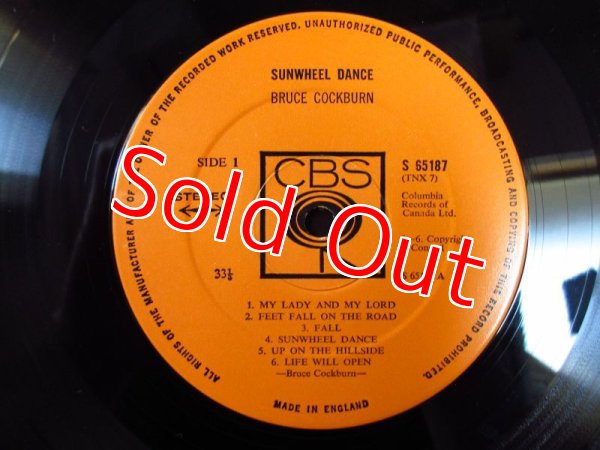 ALL RIGHTS OF THE MANUFACTURER AND OF THE OWNER OF THE RECORDED WORK RESERVED. UNAUTHORIZED PUBLIC PERFORMANCE, BROADCASTING AND COPYING OF THIS RECORD PROHIBITED.
SUNWHEEL DANCE
BRUCE COCKBURN
SIDE 1
CBS
S 65187
(TNX 7)
STEREO
Columbia
Records of
Canada Ltd.
Sold Out
33⅓
1. MY LADY AND MY LORD
2. FEET FALL ON THE ROAD
3. FALL
4. SUNWHEEL DANCE
5. UP ON THE HILLSIDE
6. LIFE WILL OPEN
—Bruce Cockburn—
MADE IN ENGLAND